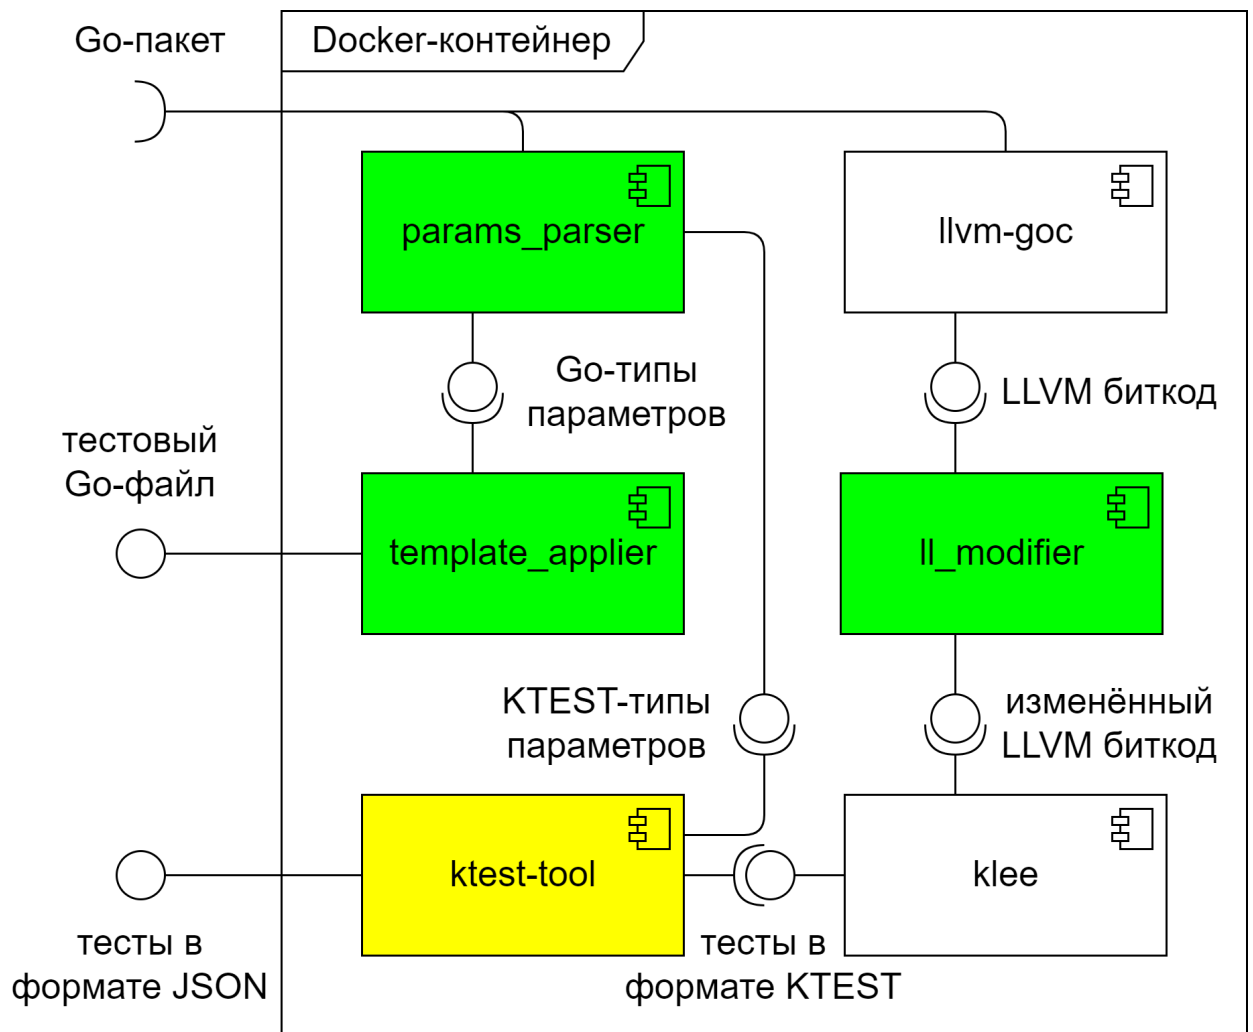 Go-пакет
Docker-контейнер
params_parser
llvm-goc
Go-типы
параметров
LLVM биткод
тестовый
Go-файл
template_applier
ll_modifier
KTEST-типы
параметров
изменённый
LLVM биткод
ktest-tool
klee
тесты в
формате JSON
тесты в
формате KTEST